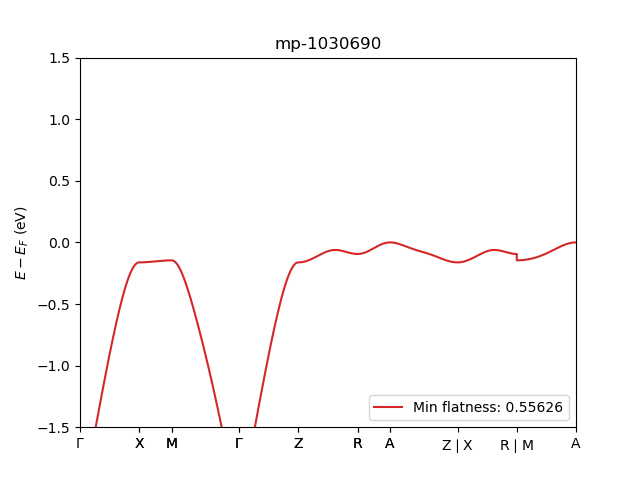 mp-1030690
1.5
1.0
0.5
0.0
−0.5
−1.0
−1.5
E − E_F (eV)
Min flatness: 0.55626
Γ X M Γ Z R A Z | X R | M A